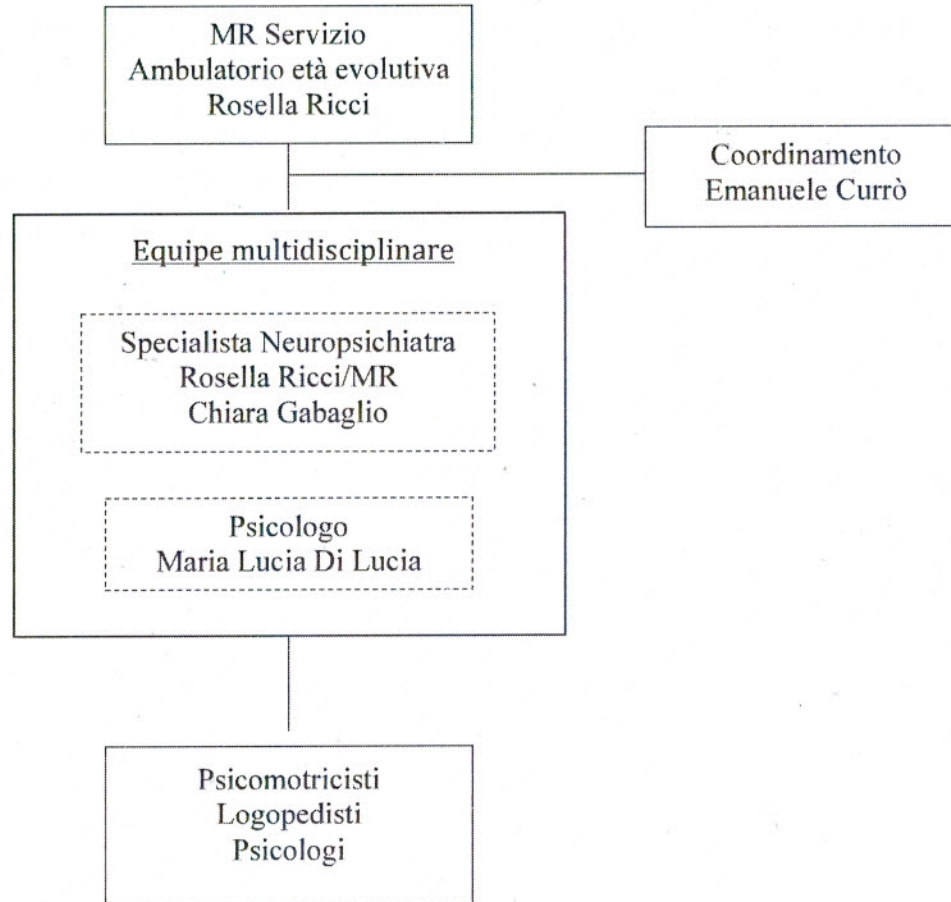 MR Servizio
Ambulatorio età evolutiva
Rosella Ricci
Coordinamento
Emanuele Currò
Equipe multidisciplinare
Specialista Neuropsichiatra
Rosella Ricci/MR
Chiara Gabaglio
Psicologo
Maria Lucia Di Lucia
Psicomotricisti
Logopedisti
Psicologi